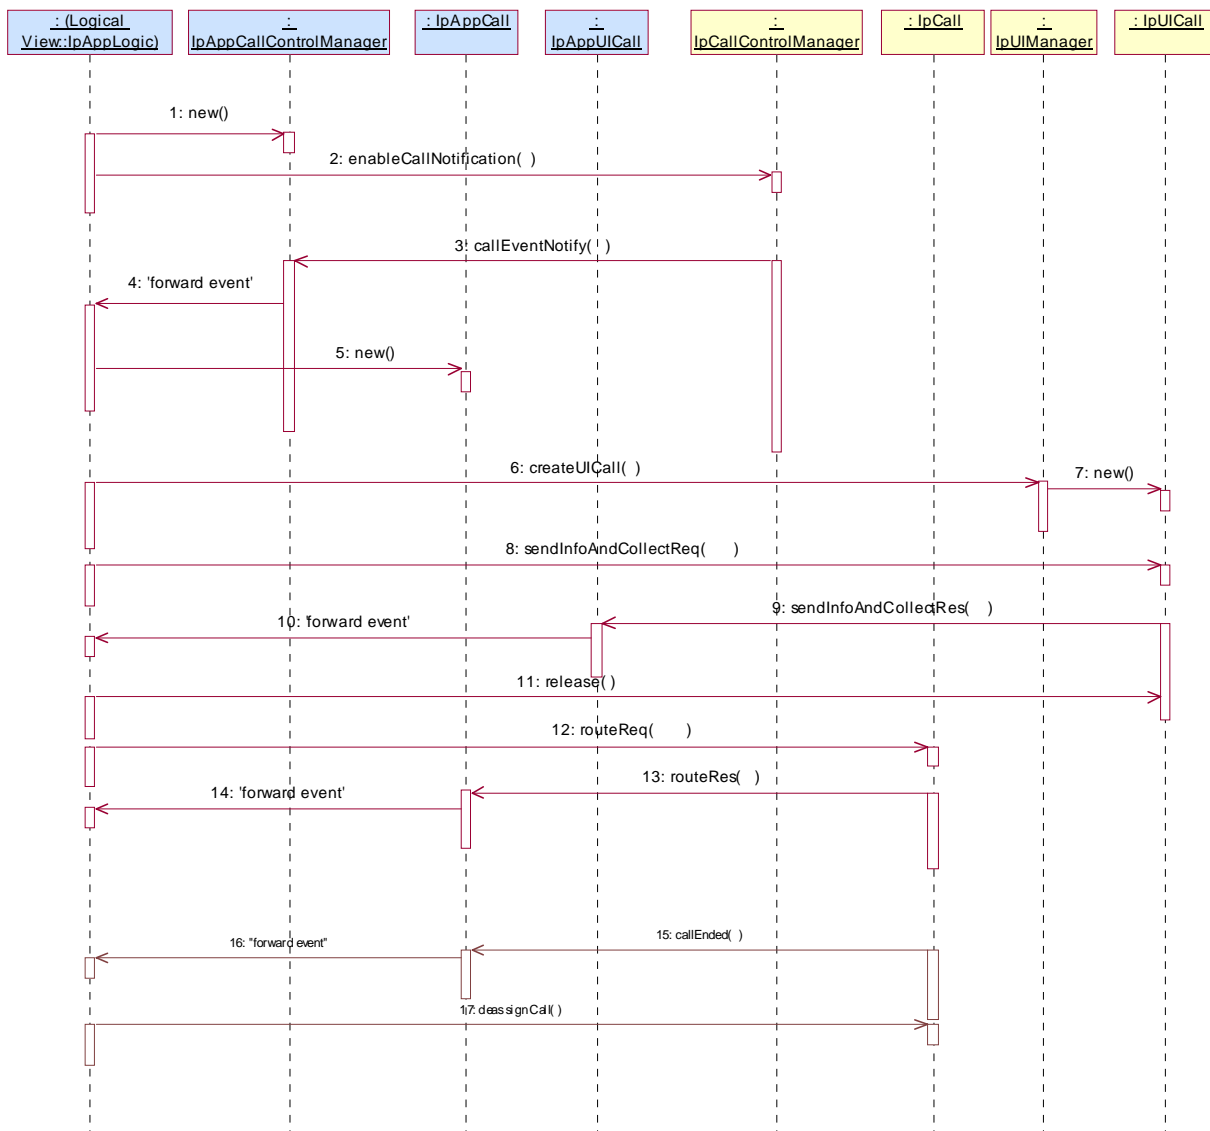 : (Logical
View::IpAppLogic)
:
IpAppCallControlManager
: IpAppCall
:
IpAppUICall
:
IpCallControlManager
: IpCall
:
IpUIManager
: IpUICall
1: new()
2: enableCallNotification( )
3: callEventNotify( )
4: 'forward event'
5: new()
6: createUICall( )
7: new()
8: sendInfoAndCollectReq( )
9: sendInfoAndCollectRes( )
10: 'forward event'
11: release( )
12: routeReq( )
13: routeRes( )
14: 'forward event'
15: callEnded( )
16: "forward event"
17: deassignCall( )